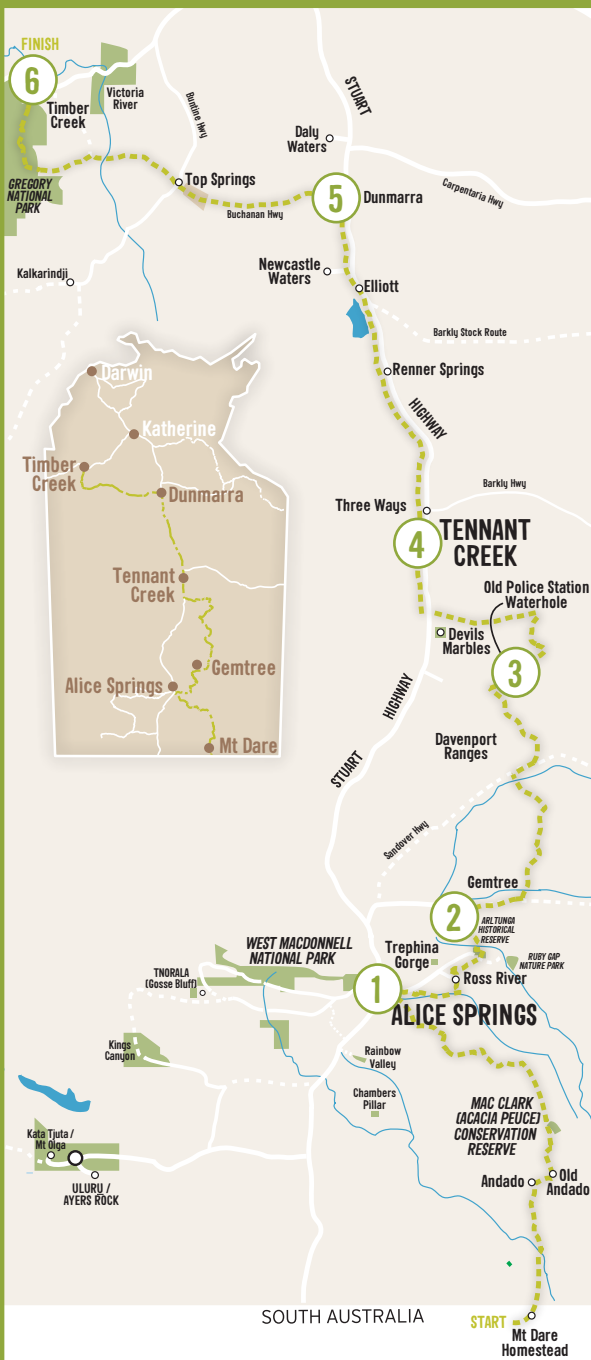 FINISH
6
Timber
Creek
Victoria
River
Buntine Hwy
STUART
Daly
Waters
Carpentaria Hwy
GREGORY
NATIONAL
PARK
Top Springs
5
Dunmarra
Buchanan Hwy
Kalkarindji
Newcastle
Waters
Elliott
Barkly Stock Route
Renner Springs
HIGHWAY
Darwin
Katherine
Timber
Creek
Dunmarra
Tennant
Creek
Gemtree
Alice Springs
Mt Dare
Barkly Hwy
Three Ways
4
TENNANT
CREEK
Old Police Station
Waterhole
Devils
Marbles
3
HIGHWAY
STUART
Davenport
Ranges
Sandover Hwy
Gemtree
2
ARLTUNGA
HISTORICAL
RESERVE
WEST MACDONNELL
NATIONAL PARK
Trephina
Gorge
RUBY GAP
NATURE PARK
TNORALA
(Gosse Bluff)
1
Ross River
ALICE SPRINGS
Kings
Canyon
Rainbow
Valley
Chambers
Pillar
MAC CLARK
(ACACIA PEUCE)
CONSERVATION
RESERVE
Kata Tjuta /
Mt Olga
ULURU /
AYERS ROCK
Andado
Old
Andado
SOUTH AUSTRALIA
START
Mt Dare
Homestead